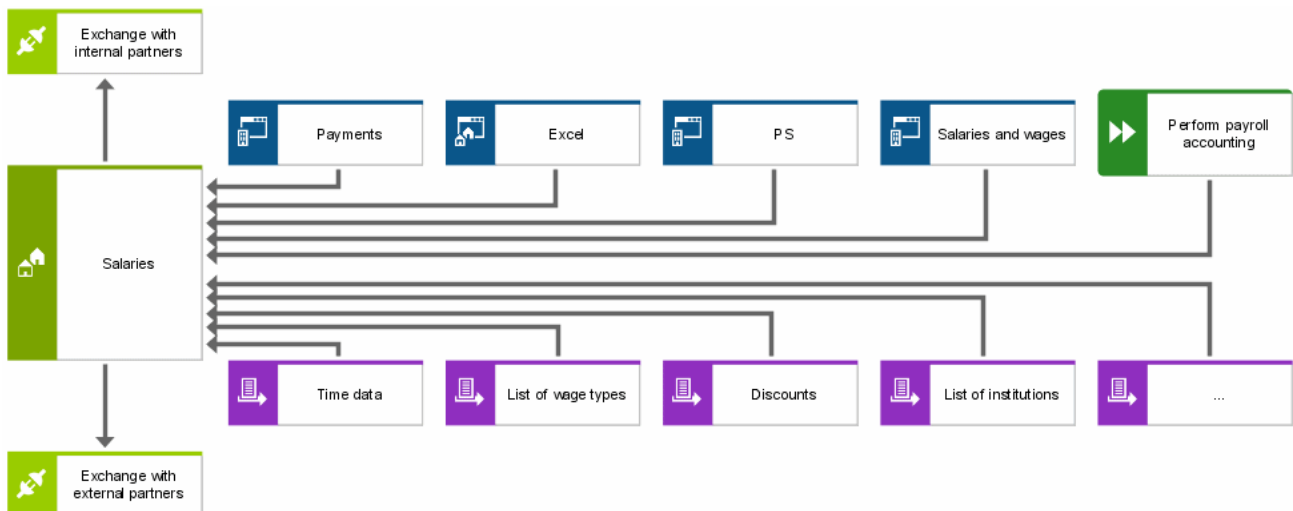 Exchange with
internal partners
Payments
Excel
PS
Salaries and wages
Perform payroll
accounting
Salaries
Time data
List of wage types
Discounts
List of institutions
...
Exchange with
external partners